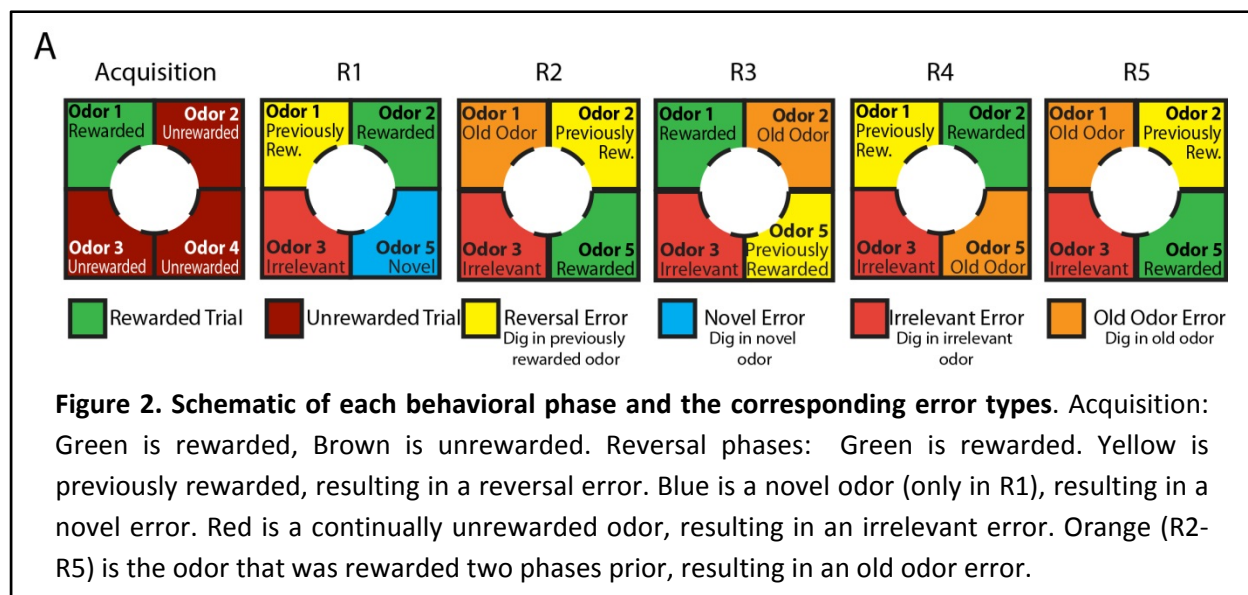 A
Acquisition R1 R2 R3 R4 R5
Odor 1 Rewarded
Odor 2 Unrewarded
Odor 3 Unrewarded
Odor 4 Unrewarded
Odor 1 Previously Rew.
Odor 2 Rewarded
Odor 3 Irrelevant
Odor 5 Novel
Odor 1 Old Odor
Odor 2 Previously Rew.
Odor 3 Irrelevant
Odor 5 Rewarded
Odor 1 Rewarded
Odor 2 Old Odor
Odor 3 Irrelevant
Odor 5 Previously Rewarded
Odor 1 Previously Rew.
Odor 2 Rewarded
Odor 3 Irrelevant
Odor 5 Old Odor
Odor 1 Old Odor
Odor 2 Previously Rew.
Odor 3 Irrelevant
Odor 5 Rewarded
Rewarded Trial
Unrewarded Trial
Reversal Error
Dig in previously
rewarded odor
Novel Error
Dig in novel
odor
Irrelevant Error
Dig in irrelevant
odor
Old Odor Error
Dig in old odor
Figure 2. Schematic of each behavioral phase and the corresponding error types. Acquisition:
Green is rewarded, Brown is unrewarded. Reversal phases: Green is rewarded. Yellow is
previously rewarded, resulting in a reversal error. Blue is a novel odor (only in R1), resulting in a
novel error. Red is a continually unrewarded odor, resulting in an irrelevant error. Orange (R2-
R5) is the odor that was rewarded two phases prior, resulting in an old odor error.